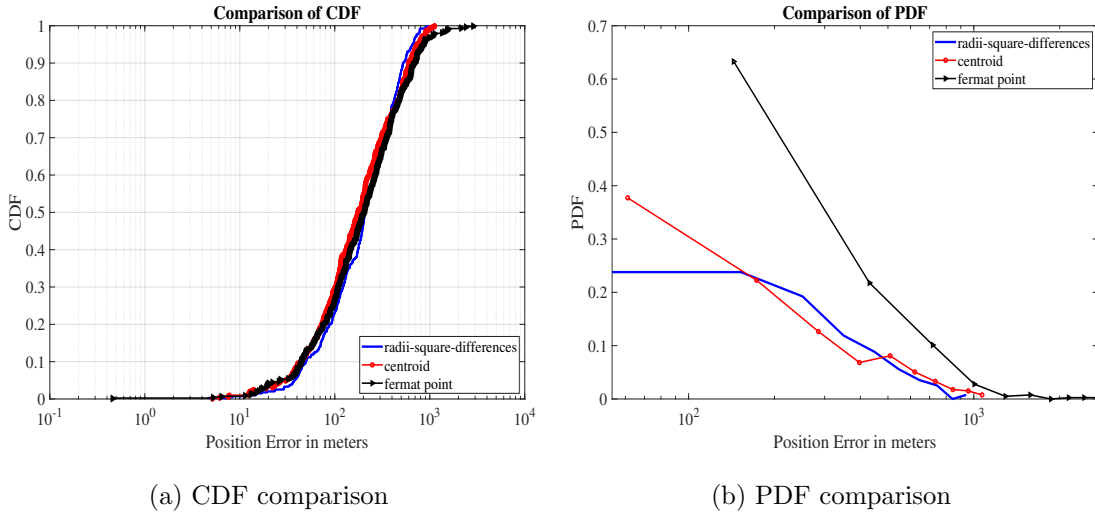 Comparison of CDF
1
0.9
0.8
0.7
0.6
0.5
0.4
0.3
0.2
0.1
0
CDF
radii-square-differences
centroid
fermat point
10^-1
10^0
10^1
10^2
10^3
10^4
Position Error in meters
(a) CDF comparison
Comparison of PDF
0.7
0.6
0.5
0.4
0.3
0.2
0.1
0
PDF
radii-square-differences
centroid
fermat point
10^2
10^3
Position Error in meters
(b) PDF comparison